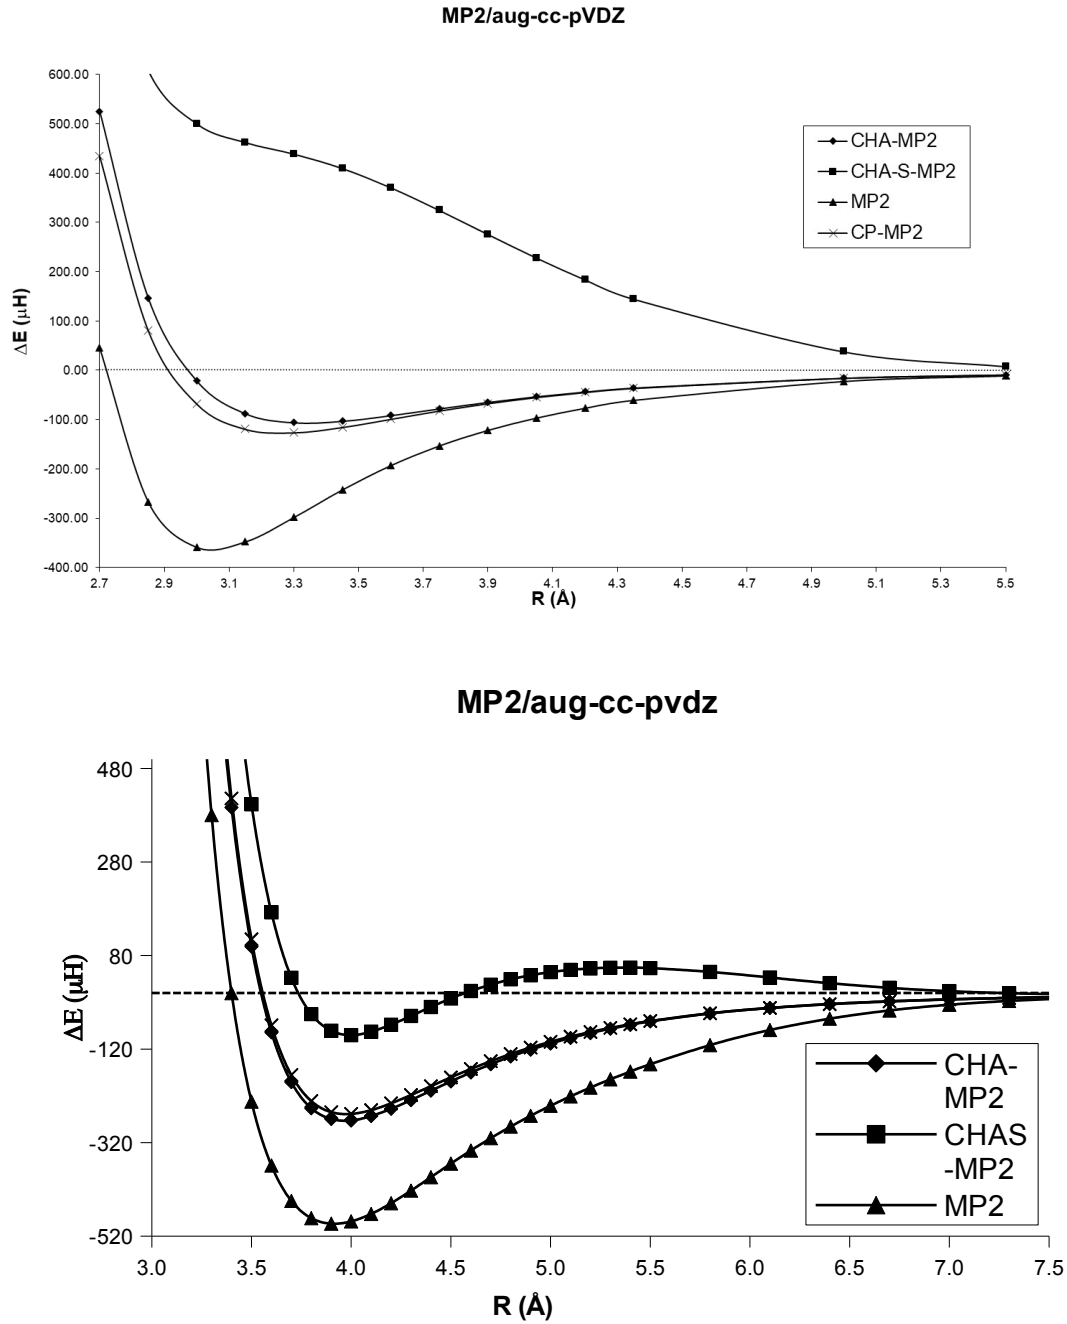 MP2/aug-cc-pVDZ
600.00
500.00
400.00
300.00
200.00
100.00
0.00
-100.00
-200.00
-300.00
-400.00
ΔE (μH)
CHA-MP2
CHA-S-MP2
MP2
CP-MP2
2.7 2.9 3.1 3.3 3.5 3.7 3.9 4.1 4.3 4.5 4.7 4.9 5.1 5.3 5.5
R (Å)
MP2/aug-cc-pvdz
480
280
80
-120
-320
-520
ΔE (μH)
CHA-
MP2
CHAS
-MP2
MP2
3.0 3.5 4.0 4.5 5.0 5.5 6.0 6.5 7.0 7.5
R (Å)